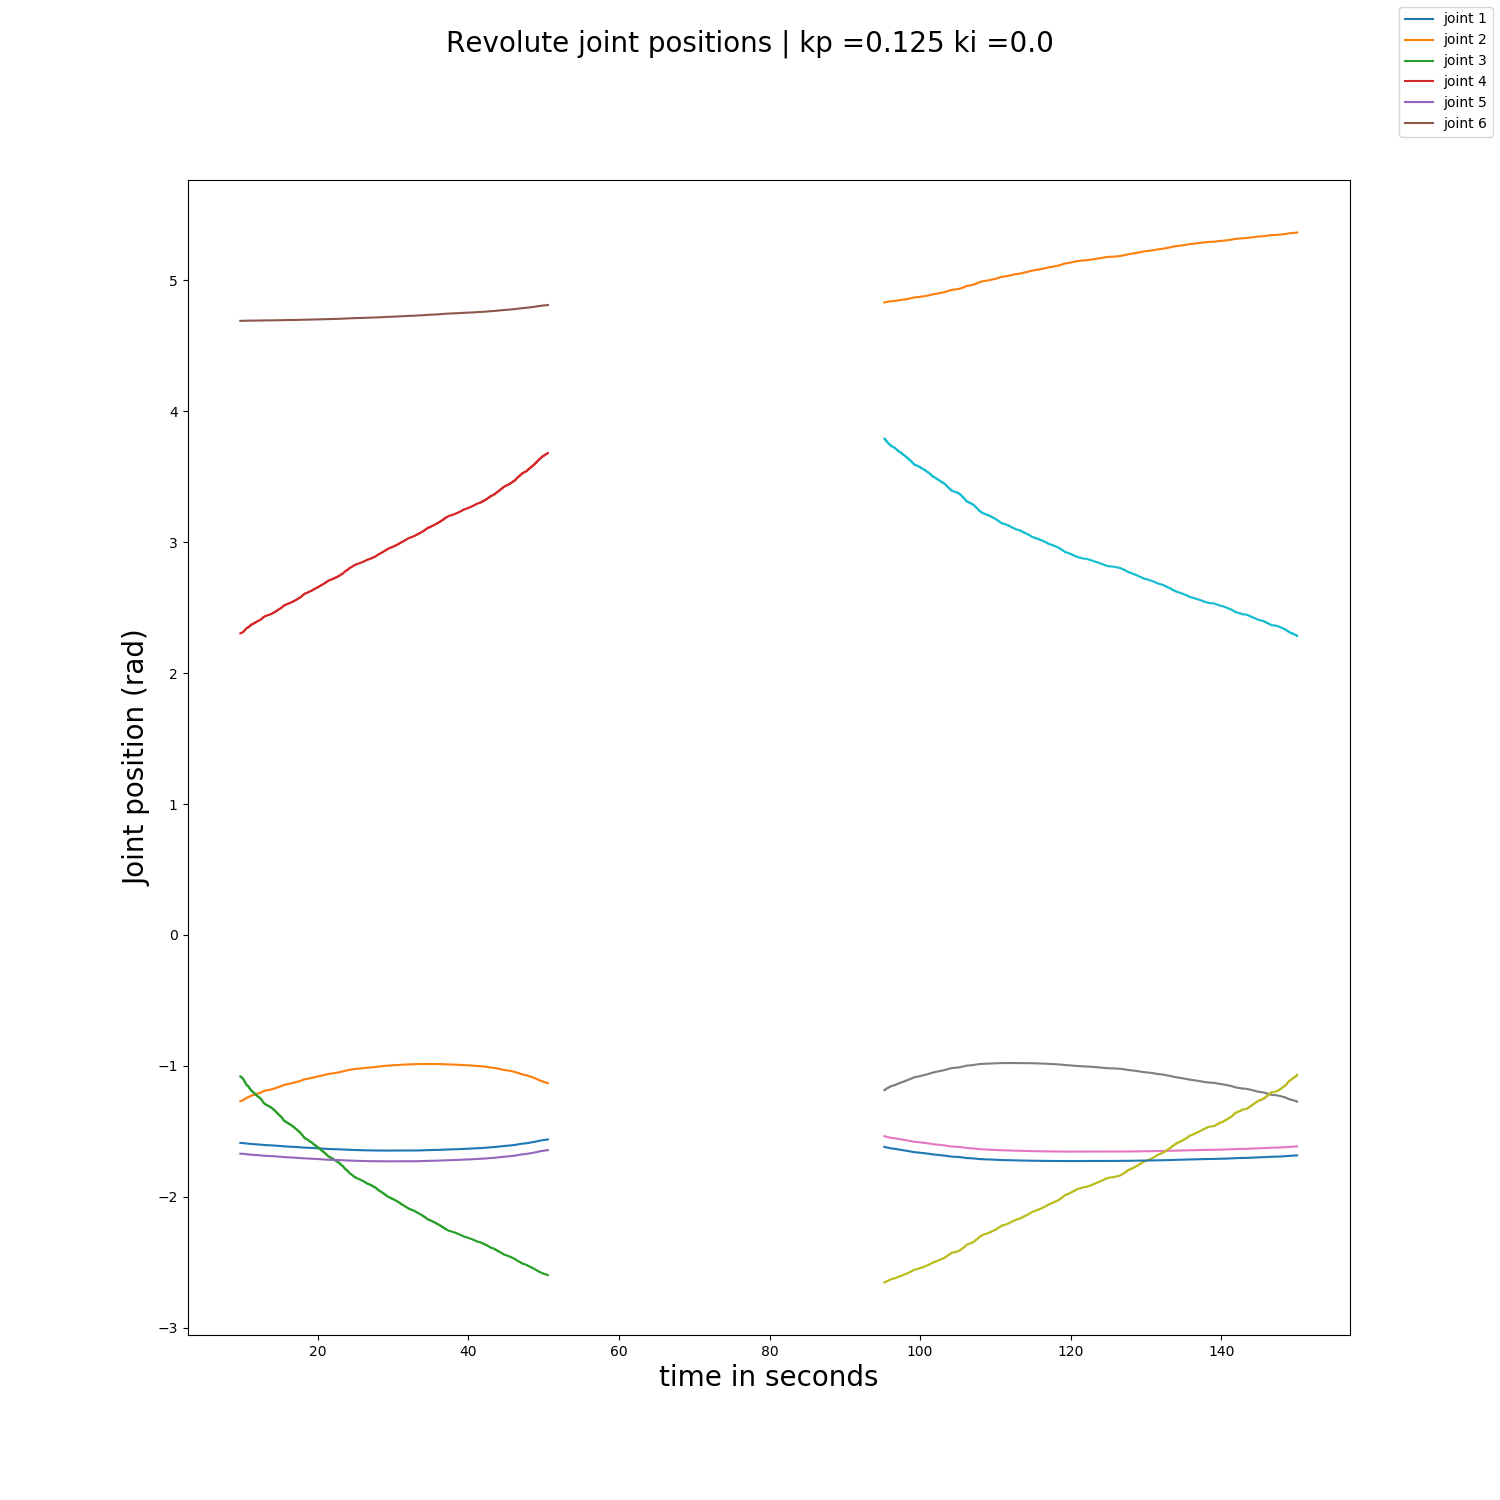 joint 1
joint 2
joint 3
joint 4
joint 5
joint 6
Revolute joint positions | kp =0.125 ki =0.0
Joint position (rad)
5
4
3
2
1
0
−1
−2
−3
20 40 60 80 100 120 140
time in seconds